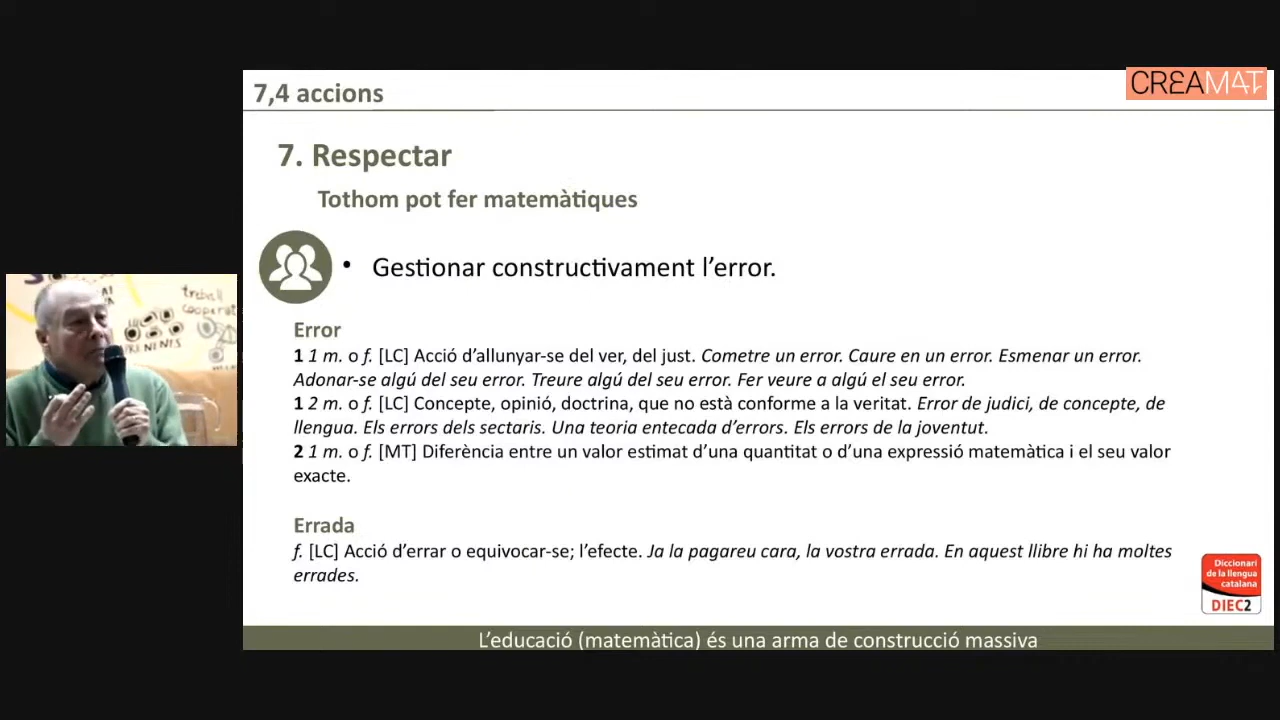 7,4 accions
CREAMAT
7. Respectar
Tothom pot fer matemàtiques
• Gestionar constructivament l’error.
Error
1 1 m. o f. [LC] Acció d’allunyar-se del ver, del just. Cometre un error. Caure en un error. Esmenar un error.
Adonar-se algú del seu error. Treure algú del seu error. Fer veure a algú el seu error.
1 2 m. o f. [LC] Concepte, opinió, doctrina, que no està conforme a la veritat. Error de judici, de concepte, de
llengua. Els errors dels sectaris. Una teoria entecada d’errors. Els errors de la joventut.
2 1 m. o f. [MT] Diferència entre un valor estimat d’una quantitat o d’una expressió matemàtica i el seu valor
exacte.
Errada
f. [LC] Acció d’errar o equivocar-se; l’efecte. Ja la pagareu cara, la vostra errada. En aquest llibre hi ha moltes
errades.
Diccionari
de la llengua
catalana
DIEC2
L’educació (matemàtica) és una arma de construcció massiva
treball